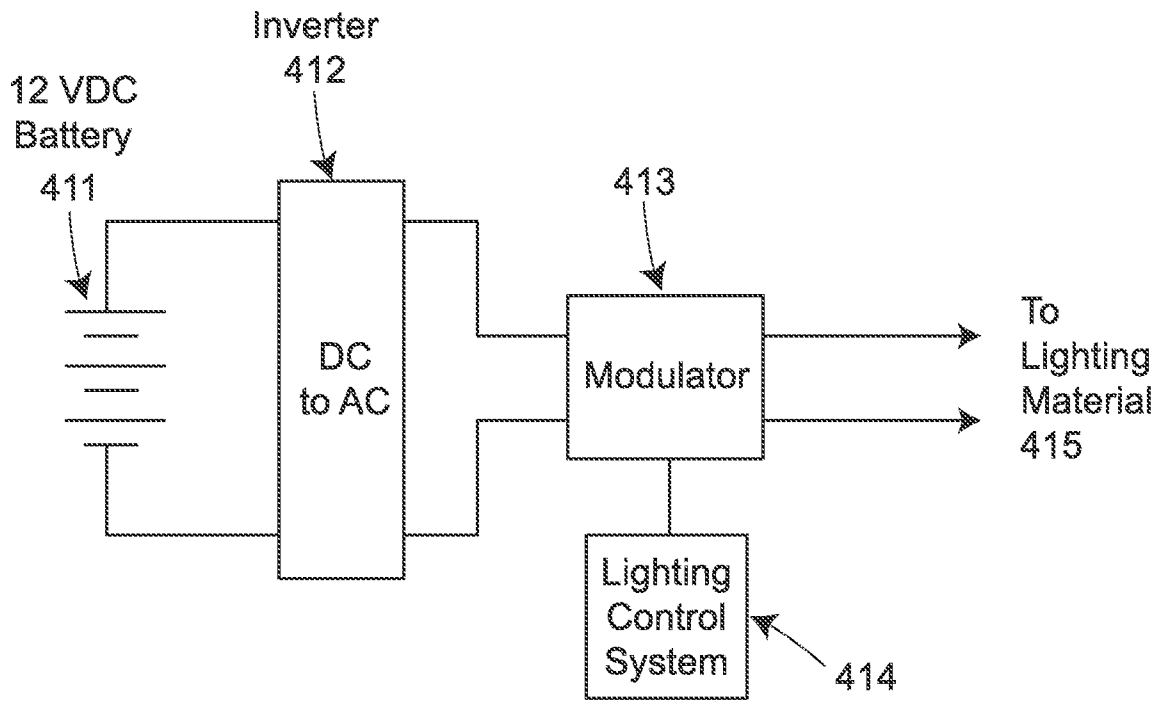 Inverter
412
12 VDC
Battery
411
413
DC
to AC
Modulator
To
Lighting
Material
415
Lighting
Control
System
414